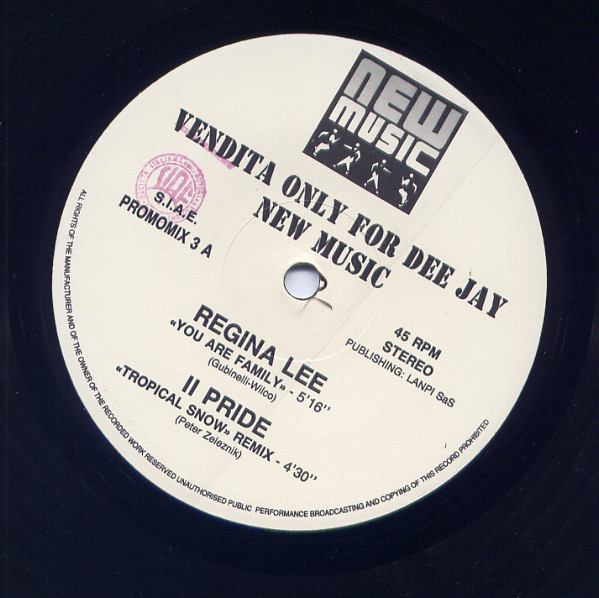 NEW
MUSIC
VENDITA ONLY FOR DEE JAY
NEW MUSIC
S.I.A.E.
PROMOMIX 3 A
45 RPM
STEREO
PUBLISHING: LANPI SaS
REGINA LEE
«YOU ARE FAMILY» - 5'16''
(Gubinelli-Wilco)
II PRIDE
«TROPICAL SNOW» REMIX - 4'30''
(Peter Zeleznik)
ALL RIGHTS OF THE MANUFACTURER AND OF THE OWNER OF THE RECORDED WORK RESERVED UNAUTHORISED PUBLIC PERFORMANCE BROADCASTING AND COPYING OF THIS RECORD PROHIBITED